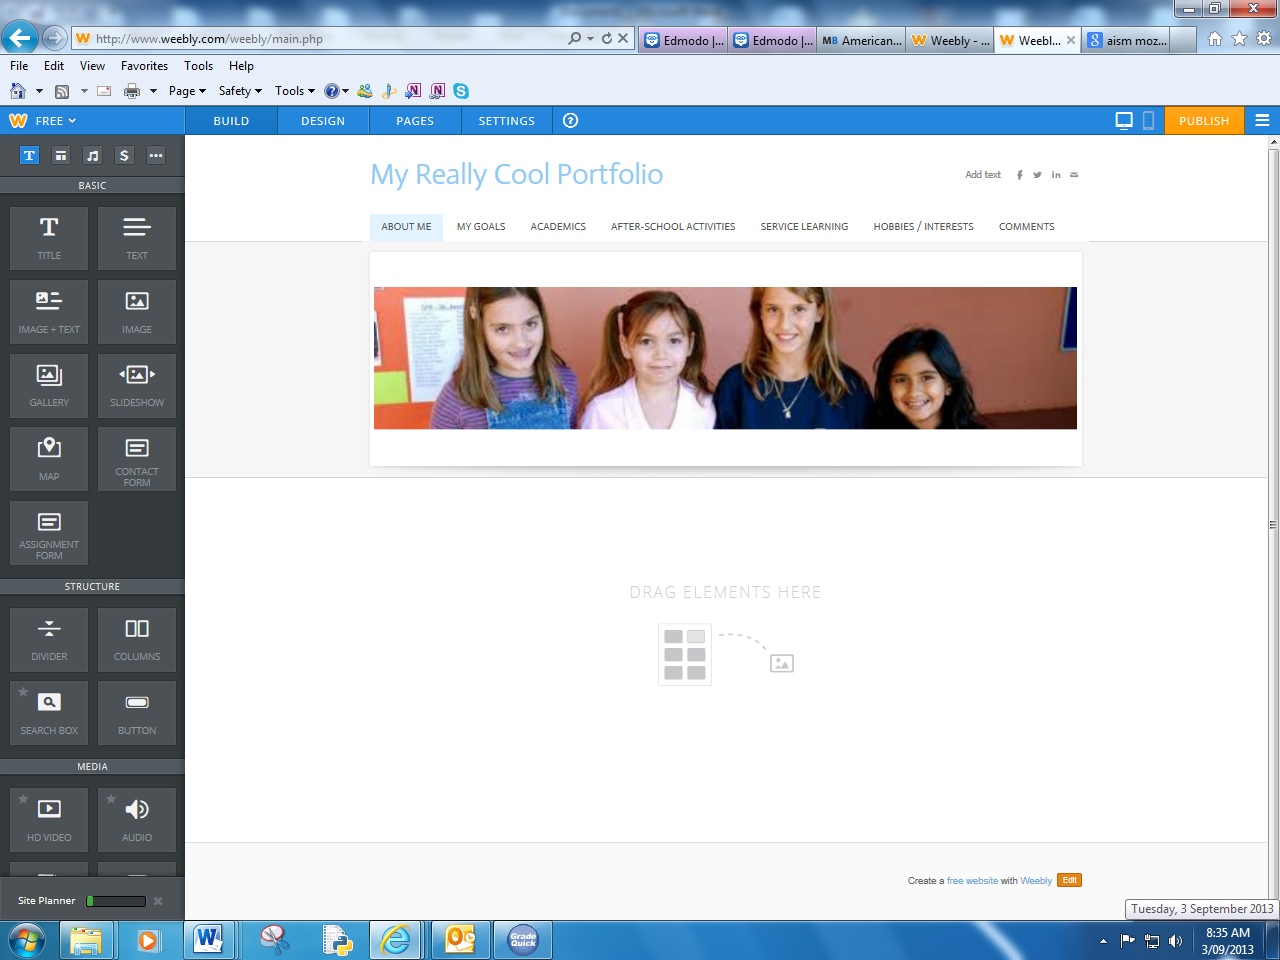 http://www.weebly.com/weebly/main.php
Edmodo |...
Edmodo |...
MB American...
Weebly - ...
Weebl...
aism moz...
File Edit View Favorites Tools Help
Page Safety Tools
FREE
BUILD DESIGN PAGES SETTINGS
PUBLISH
BASIC
TITLE
TEXT
IMAGE + TEXT
IMAGE
GALLERY
SLIDESHOW
MAP
CONTACT
FORM
ASSIGNMENT
FORM
STRUCTURE
DIVIDER
COLUMNS
SEARCH BOX
BUTTON
MEDIA
HD VIDEO
AUDIO
Site Planner
My Really Cool Portfolio
Add text
ABOUT ME MY GOALS ACADEMICS AFTER-SCHOOL ACTIVITIES SERVICE LEARNING HOBBIES / INTERESTS COMMENTS
DRAG ELEMENTS HERE
Create a free website with Weebly Edit
Tuesday, 3 September 2013
Grade
Quick
8:35 AM
3/09/2013